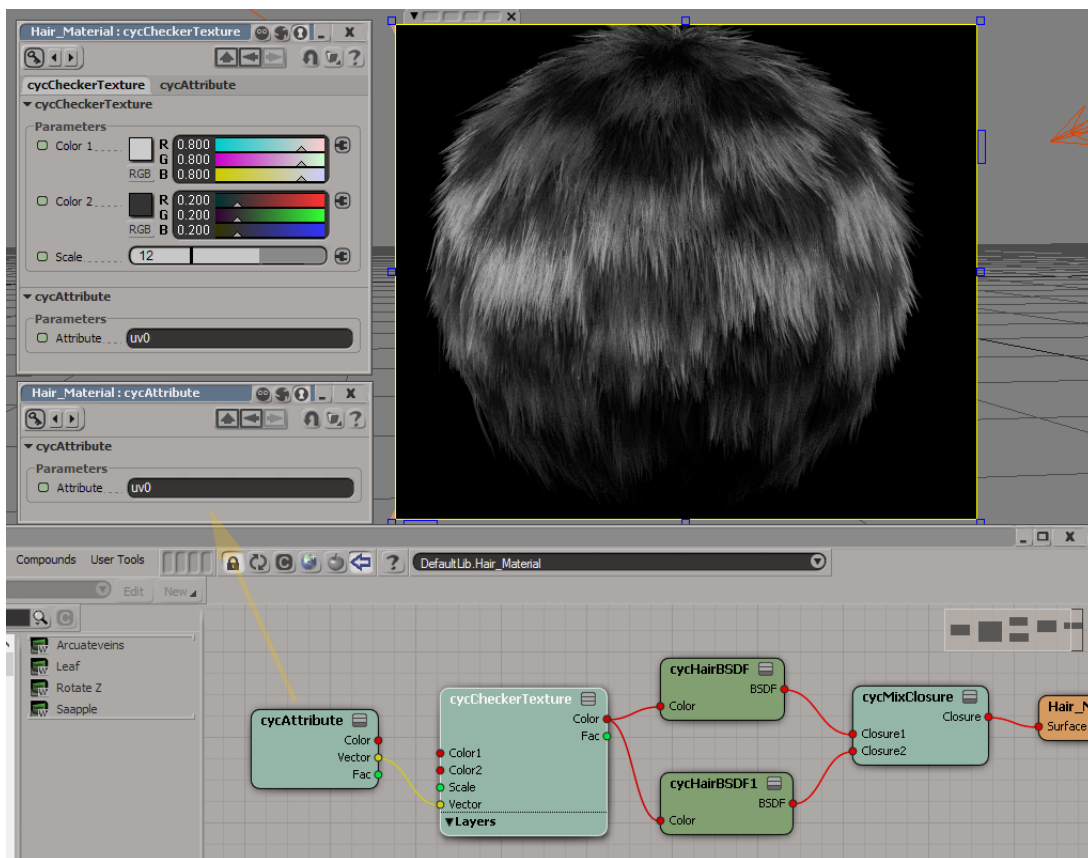 Hair_Material : cycCheckerTexture
cycCheckerTexture cycAttribute
cycCheckerTexture
Parameters
Color 1
R 0.800
G 0.800
RGB B 0.800
Color 2
R 0.200
G 0.200
RGB B 0.200
Scale 12
cycAttribute
Parameters
Attribute uv0
Hair_Material : cycAttribute
cycAttribute
Parameters
Attribute uv0
Compounds User Tools
DefaultLib.Hair_Material
Edit New
Arcuateveins
Leaf
Rotate Z
Saapple
cycAttribute
Color
Vector
Fac
cycCheckerTexture
Color
Fac
Color1
Color2
Scale
Vector
Layers
cycHairBSDF
BSDF
Color
cycHairBSDF1
BSDF
Color
cycMixClosure
Closure
Closure1
Closure2
Hair_M
Surface